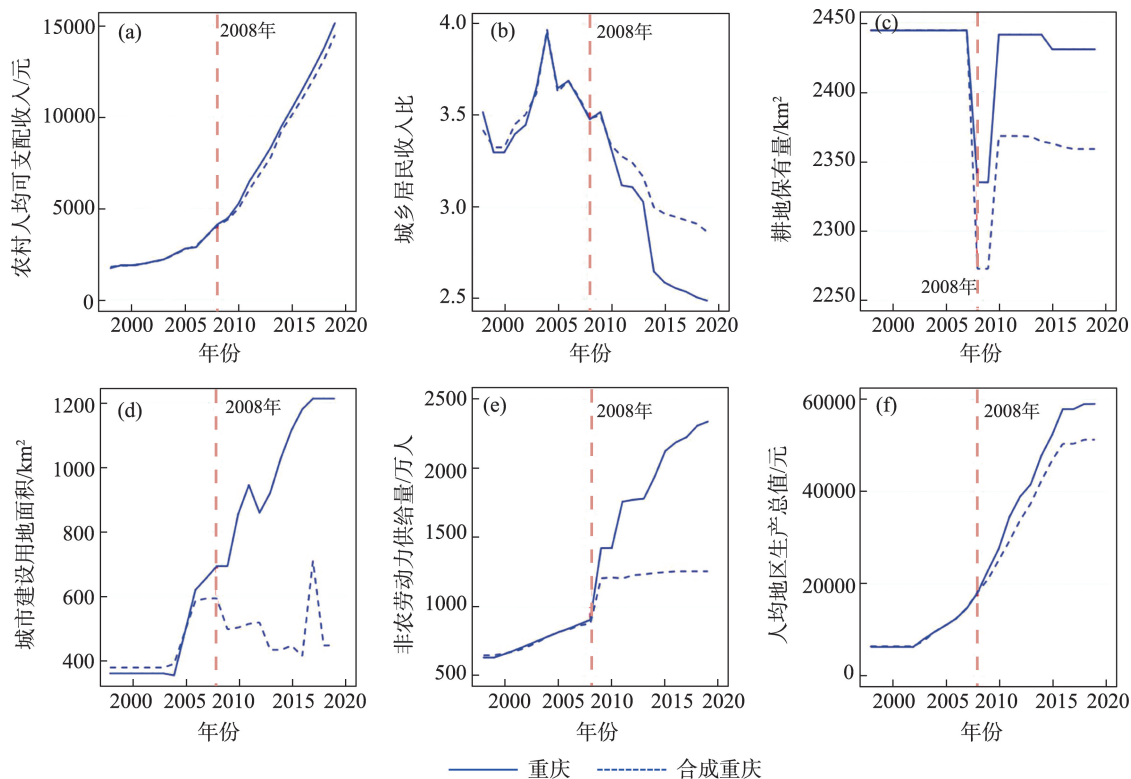 农村人均可支配收入/元
15000
10000
5000
0
(a)
2008年
2000 2005 2010 2015 2020
年份
城乡居民收入比
4.0
3.5
3.0
2.5
(b)
2008年
2000 2005 2010 2015 2020
年份
耕地保有量/km²
2450
2400
2350
2300
2250
(c)
2008年
2000 2005 2010 2015 2020
年份
城市建设用地面积/km²
1200
1000
800
600
400
(d)
2008年
2000 2005 2010 2015 2020
年份
非农劳动力供给量/万人
2500
2000
1500
1000
500
(e)
2008年
2000 2005 2010 2015 2020
年份
人均地区生产总值/元
60000
40000
20000
0
(f)
2008年
2000 2005 2010 2015 2020
年份
重庆 合成重庆